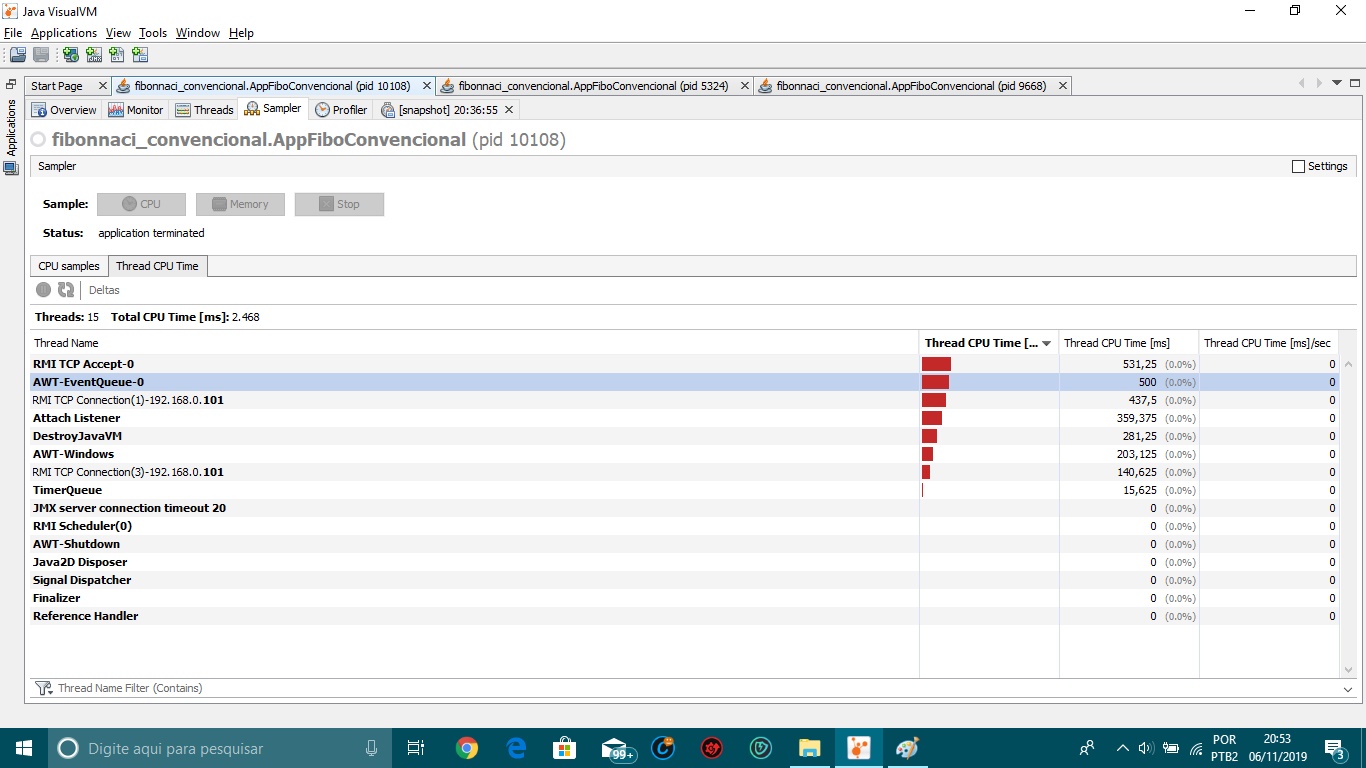 Java VisualVM
File Applications View Tools Window Help
Applications
Start Page fibonnaci_convencional.AppFiboConvencional (pid 10108) fibonnaci_convencional.AppFiboConvencional (pid 5324) fibonnaci_convencional.AppFiboConvencional (pid 9668)
Overview Monitor Threads Sampler Profiler [snapshot] 20:36:55
fibonnaci_convencional.AppFiboConvencional (pid 10108)
Sampler Settings
Sample: CPU Memory Stop
Status: application terminated
CPU samples Thread CPU Time
Deltas
Threads: 15 Total CPU Time [ms]: 2.468
Thread Name Thread CPU Time [... Thread CPU Time [ms] Thread CPU Time [ms]/sec
RMI TCP Accept-0 531,25 (0.0%) 0
AWT-EventQueue-0 500 (0.0%) 0
RMI TCP Connection(1)-192.168.0.101 437,5 (0.0%) 0
Attach Listener 359,375 (0.0%) 0
DestroyJavaVM 281,25 (0.0%) 0
AWT-Windows 203,125 (0.0%) 0
RMI TCP Connection(3)-192.168.0.101 140,625 (0.0%) 0
TimerQueue 15,625 (0.0%) 0
JMX server connection timeout 20 0 (0.0%) 0
RMI Scheduler(0) 0 (0.0%) 0
AWT-Shutdown 0 (0.0%) 0
Java2D Disposer 0 (0.0%) 0
Signal Dispatcher 0 (0.0%) 0
Finalizer 0 (0.0%) 0
Reference Handler 0 (0.0%) 0
Thread Name Filter (Contains)
Digite aqui para pesquisar 99+ POR 20:53
PTB2 06/11/2019 3